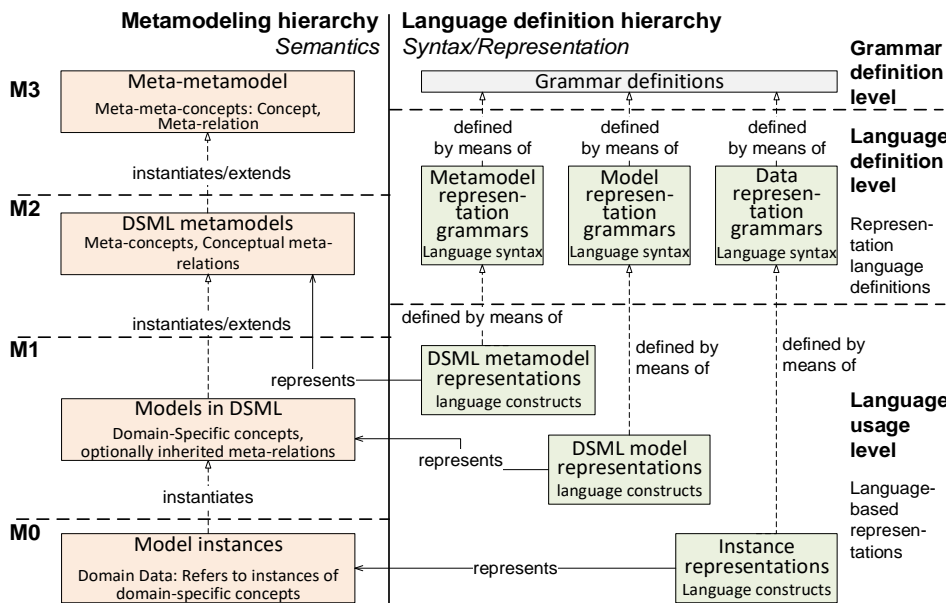 Metamodeling hierarchy
Semantics
Language definition hierarchy
Syntax/Representation
M3
Meta-metamodel
Meta-meta-concepts: Concept,
Meta-relation
instantiates/extends
M2
DSML metamodels
Meta-concepts, Conceptual meta-
relations
instantiates/extends
M1
represents
Models in DSML
Domain-Specific concepts,
optionally inherited meta-relations
instantiates
M0
Model instances
Domain Data: Refers to instances of
domain-specific concepts
Grammar definitions
Grammar
definition
level
defined
by means of
defined
by means of
defined
by means of
Metamodel
represen-
tation
grammars
Language syntax
Model
represen-
tation
grammars
Language syntax
Data
represen-
tation
grammars
Language syntax
Language
definition
level
Represen-
tation
language
definitions
defined by means of
DSML metamodel
representations
language constructs
defined by
means of
defined by
means of
represents
DSML model
representations
language constructs
Language
usage
level
Language-
based
represen-
tations
represents
Instance
representations
Language constructs